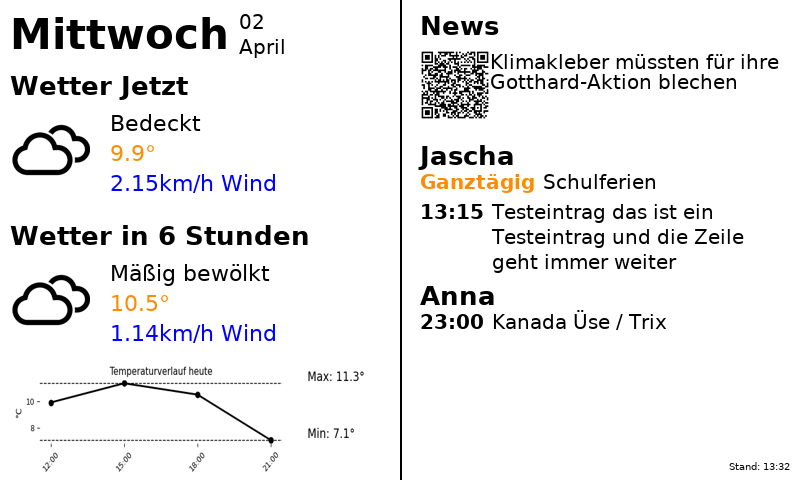 Mittwoch
02
April
Wetter Jetzt
Bedeckt
9.9°
2.15km/h Wind
Wetter in 6 Stunden
Mäßig bewölkt
10.5°
1.14km/h Wind
Temperaturverlauf heute
Max: 11.3°
Min: 7.1°
°C
10
8
12:00
15:00
18:00
21:00
News
Klimakleber müssten für ihre
Gotthard-Aktion blechen
Jascha
Ganztägig Schulferien
13:15 Testeintrag das ist ein
Testeintrag und die Zeile
geht immer weiter
Anna
23:00 Kanada Üse / Trix
Stand: 13:32